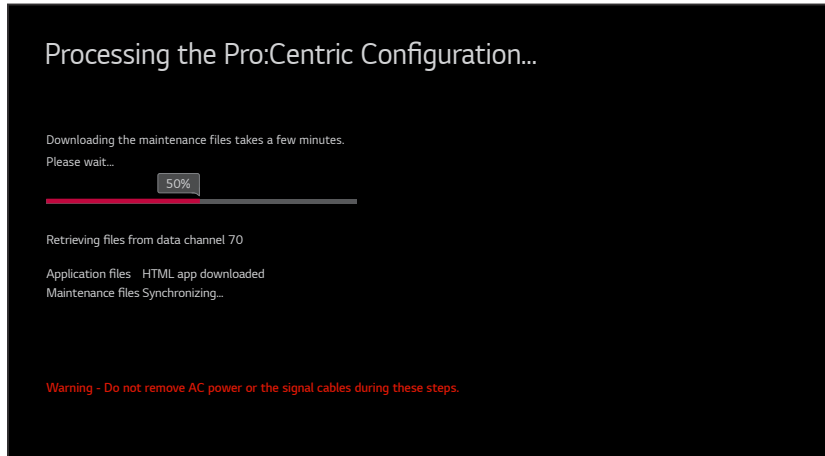 Processing the Pro:Centric Configuration...
Downloading the maintenance files takes a few minutes.
Please wait...
50%
Retrieving files from data channel 70
Application files HTML app downloaded
Maintenance files Synchronizing...
Warning - Do not remove AC power or the signal cables during these steps.